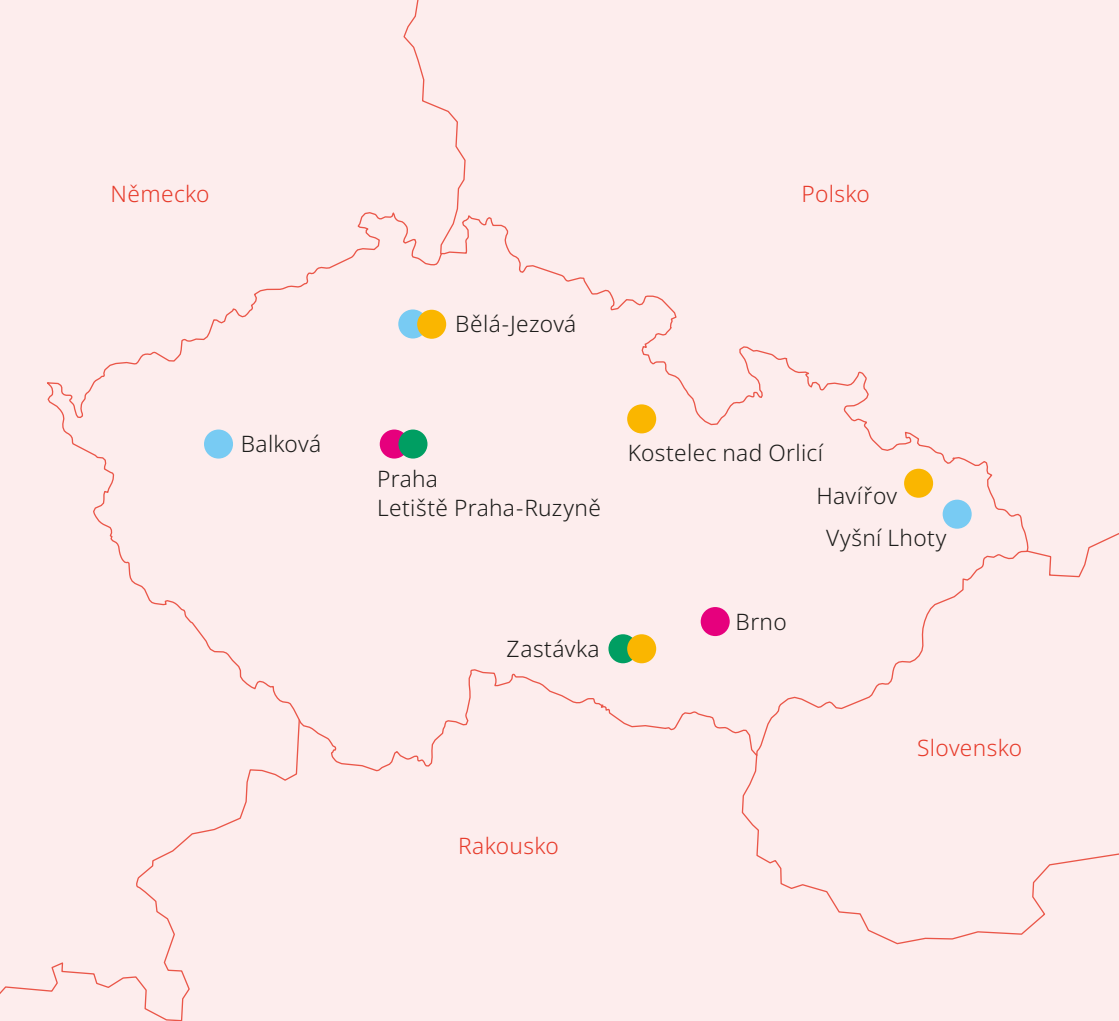 Německo
Polsko
Bělá-Jezová
Balková
Kostelec nad Orlicí
Praha
Letiště Praha-Ruzyně
Havířov
Vyšní Lhoty
Brno
Zastávka
Slovensko
Rakousko